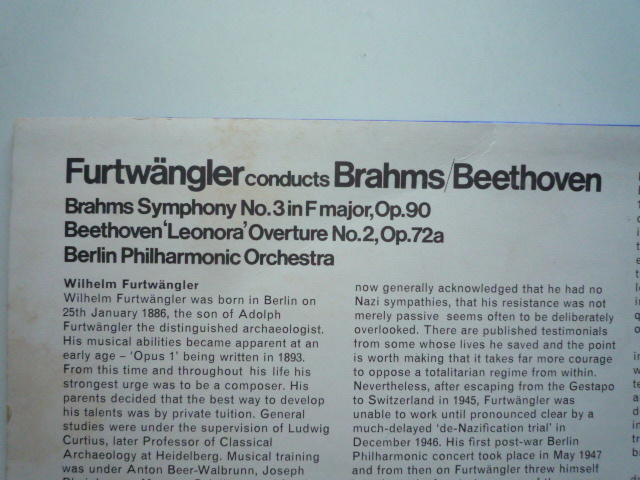 Furtwängler conducts Brahms/Beethoven
Brahms Symphony No.3 in F major, Op.90
Beethoven 'Leonora' Overture No.2, Op.72a
Berlin Philharmonic Orchestra
Wilhelm Furtwängler
Wilhelm Furtwängler was born in Berlin on
25th January 1886, the son of Adolph
Furtwängler the distinguished archaeologist.
His musical abilities became apparent at an
early age – 'Opus 1' being written in 1893.
From this time and throughout his life his
strongest urge was to be a composer. His
parents decided that the best way to develop
his talents was by private tuition. General
studies were under the supervision of Ludwig
Curtius, later Professor of Classical
Archaeology at Heidelberg. Musical training
was under Anton Beer-Walbrunn, Joseph
now generally acknowledged that he had no
Nazi sympathies, that his resistance was not
merely passive seems often to be deliberately
overlooked. There are published testimonials
from some whose lives he saved and the point
is worth making that it takes far more courage
to oppose a totalitarian regime from within.
Nevertheless, after escaping from the Gestapo
to Switzerland in 1945, Furtwängler was
unable to work until pronounced clear by a
much-delayed 'de-Nazification trial' in
December 1946. His first post-war Berlin
Philharmonic concert took place in May 1947
and from then on Furtwängler threw himself